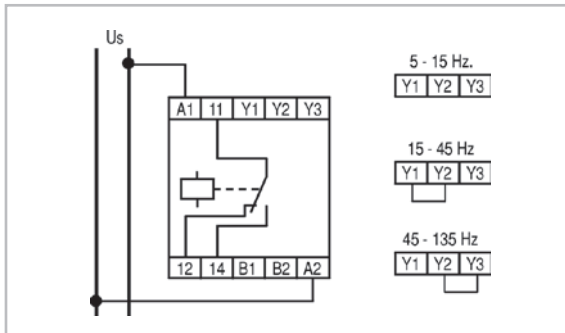 Us
A1 11 Y1 Y2 Y3
12 14 B1 B2 A2
5 - 15 Hz.
Y1 Y2 Y3
15 - 45 Hz
Y1 Y2 Y3
45 - 135 Hz
Y1 Y2 Y3